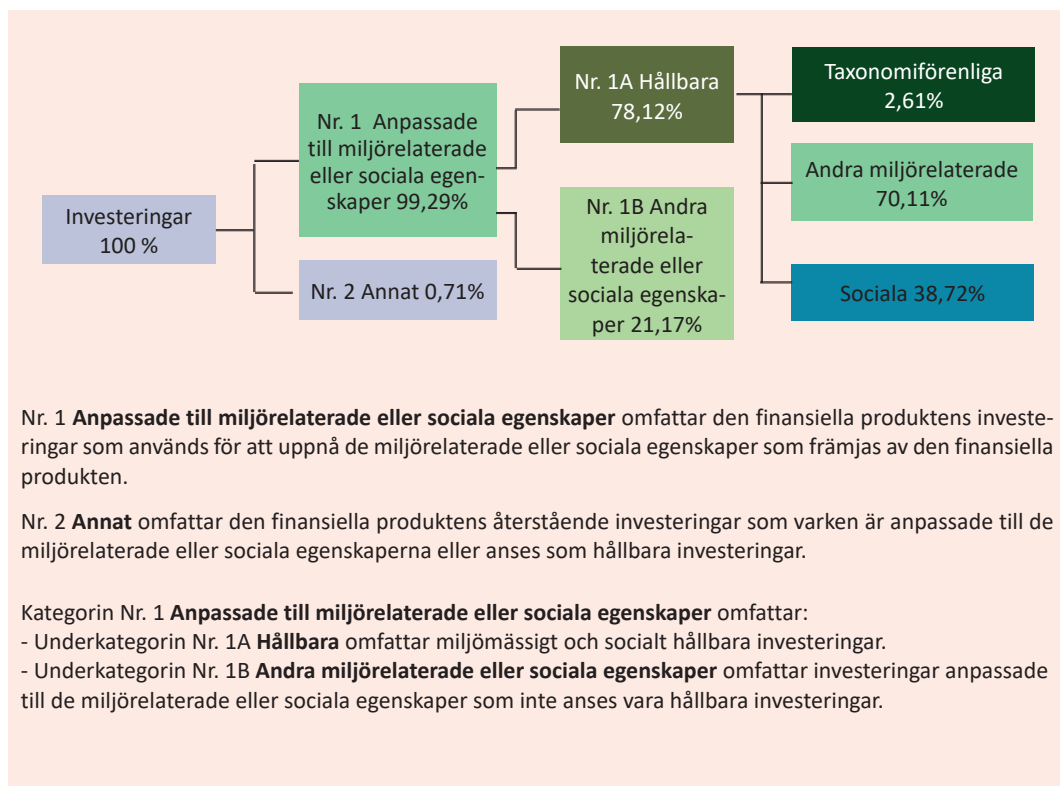 Investeringar
100 %
Nr. 1 Anpassade
till miljörelaterade
eller sociala egen-
skaper 99,29%
Nr. 2 Annat 0,71%
Nr. 1A Hållbara
78,12%
Nr. 1B Andra
miljörela-
terade eller
sociala egenska-
per 21,17%
Taxonomiförenliga
2,61%
Andra miljörelaterade
70,11%
Sociala 38,72%
Nr. 1 Anpassade till miljörelaterade eller sociala egenskaper omfattar den finansiella produktens investe-
ringar som används för att uppnå de miljörelaterade eller sociala egenskaper som främjas av den finansiella
produkten.
Nr. 2 Annat omfattar den finansiella produktens återstående investeringar som varken är anpassade till de
miljörelaterade eller sociala egenskaperna eller anses som hållbara investeringar.
Kategorin Nr. 1 Anpassade till miljörelaterade eller sociala egenskaper omfattar:
- Underkategorin Nr. 1A Hållbara omfattar miljömässigt och socialt hållbara investeringar.
- Underkategorin Nr. 1B Andra miljörelaterade eller sociala egenskaper omfattar investeringar anpassade
till de miljörelaterade eller sociala egenskaper som inte anses vara hållbara investeringar.